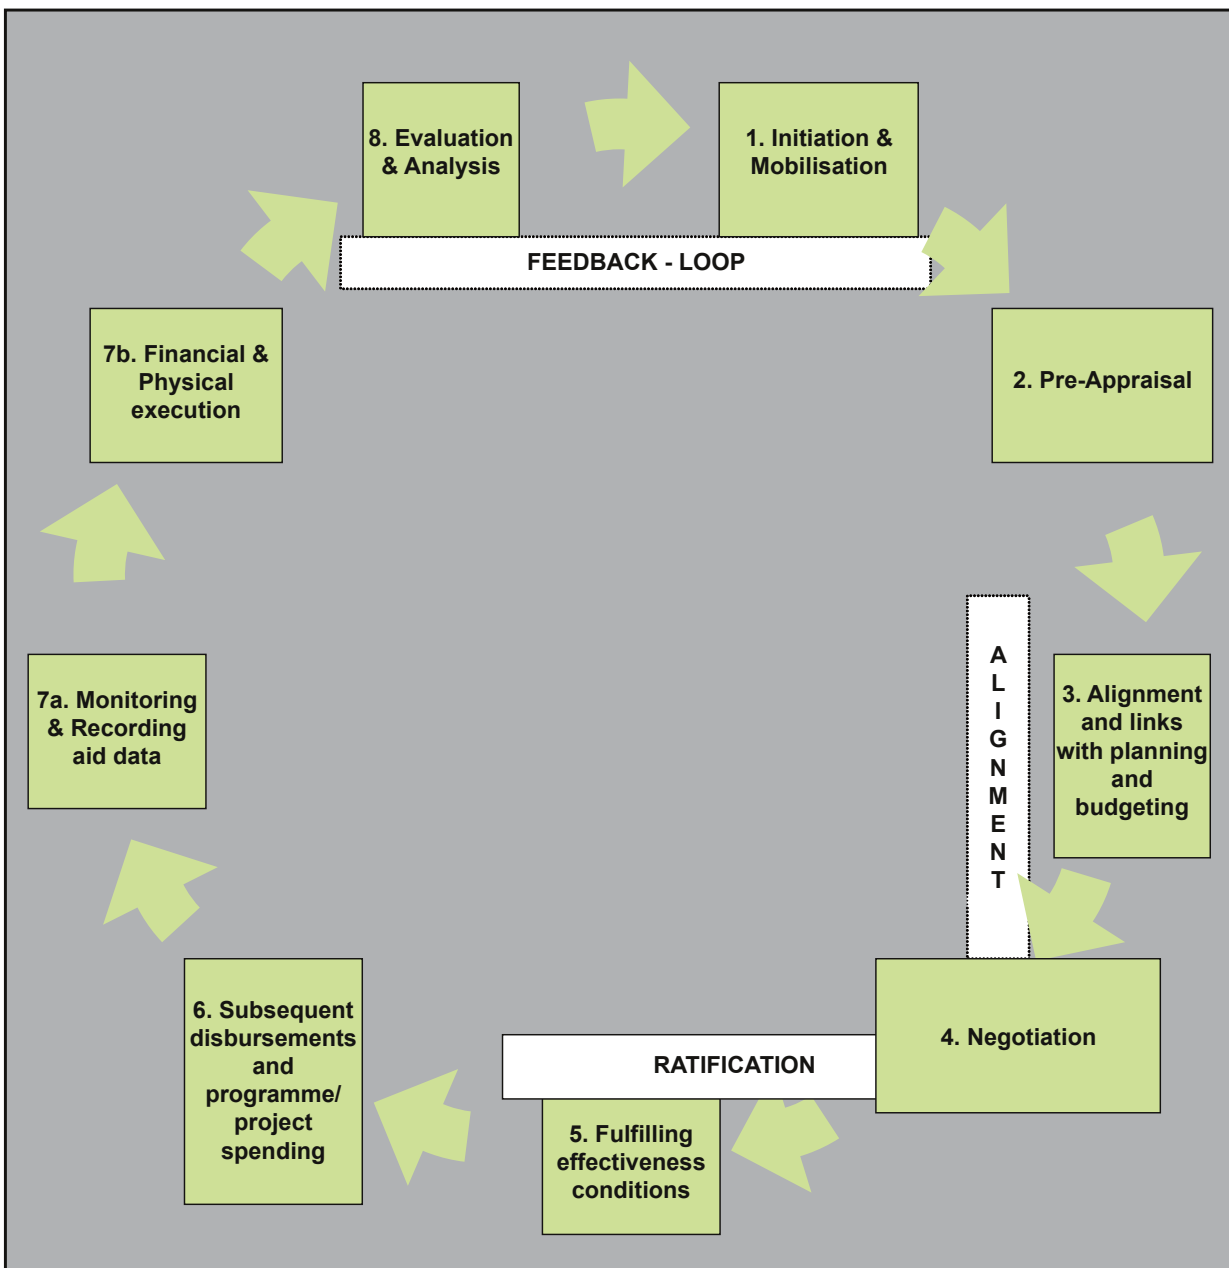 8. Evaluation
& Analysis
1. Initiation &
Mobilisation
FEEDBACK - LOOP
7b. Financial &
Physical
execution
2. Pre-Appraisal
A
L
I
G
N
M
E
N
T
3. Alignment
and links
with planning
and
budgeting
7a. Monitoring
& Recording
aid data
6. Subsequent
disbursements
and
programme/
project
spending
RATIFICATION
4. Negotiation
5. Fulfilling
effectiveness
conditions